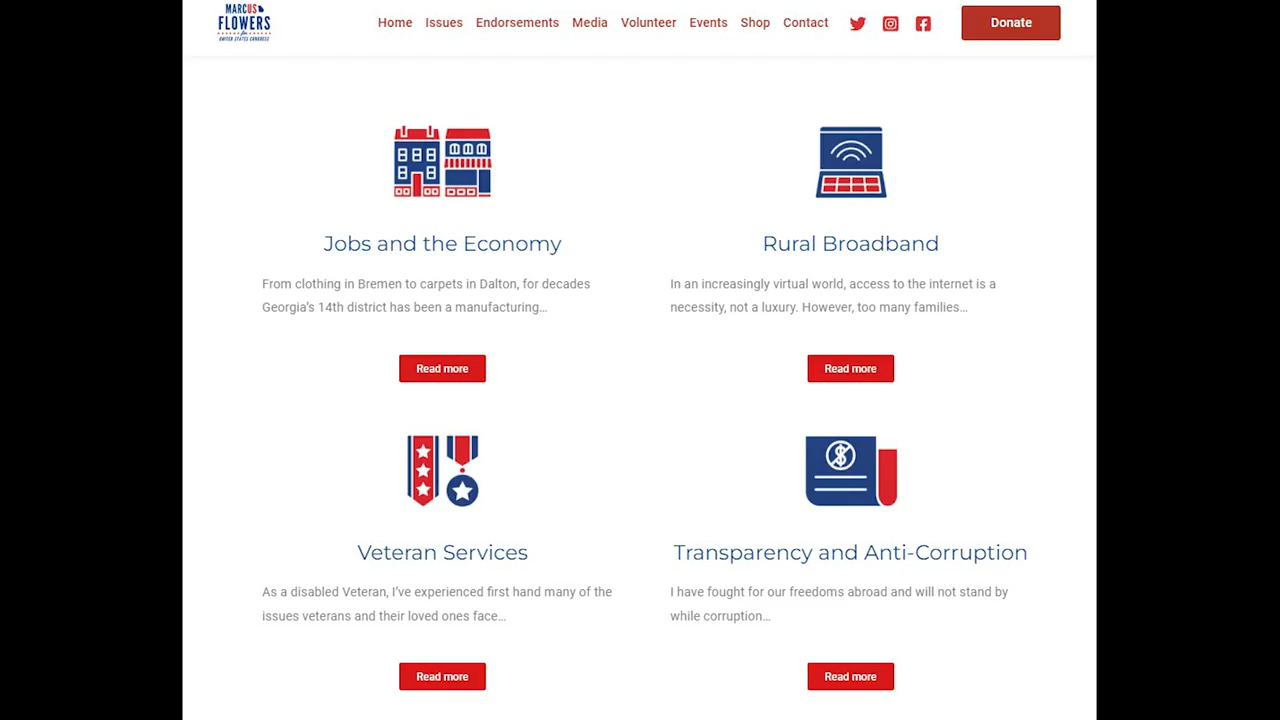 MARCUS
FLOWERS
for
UNITED STATES CONGRESS
Home Issues Endorsements Media Volunteer Events Shop Contact Donate
Jobs and the Economy
From clothing in Bremen to carpets in Dalton, for decades
Georgia’s 14th district has been a manufacturing…
Read more
Rural Broadband
In an increasingly virtual world, access to the internet is a
necessity, not a luxury. However, too many families…
Read more
Veteran Services
As a disabled Veteran, I’ve experienced first hand many of the
issues veterans and their loved ones face…
Read more
Transparency and Anti-Corruption
I have fought for our freedoms abroad and will not stand by
while corruption…
Read more